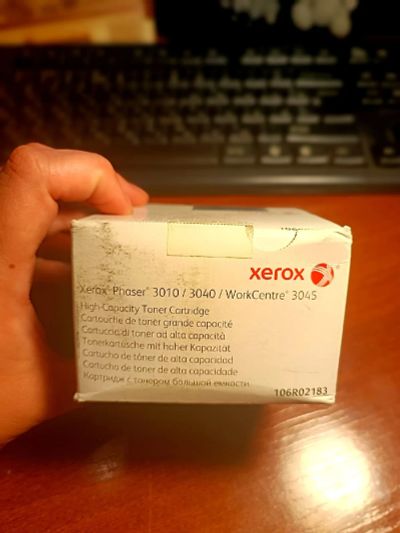 xerox
Xerox Phaser® 3010 / 3040 / WorkCentre® 3045
High-Capacity Toner Cartridge
Cartouche de toner grande capacité
Cartuccia di toner ad alta capacità
Tonerkartusche mit hoher Kapazität
Cartucho de tóner de alta capacidad
Cartucho de toner de alta capacidade
Картридж с тонером большой емкости
106R02183